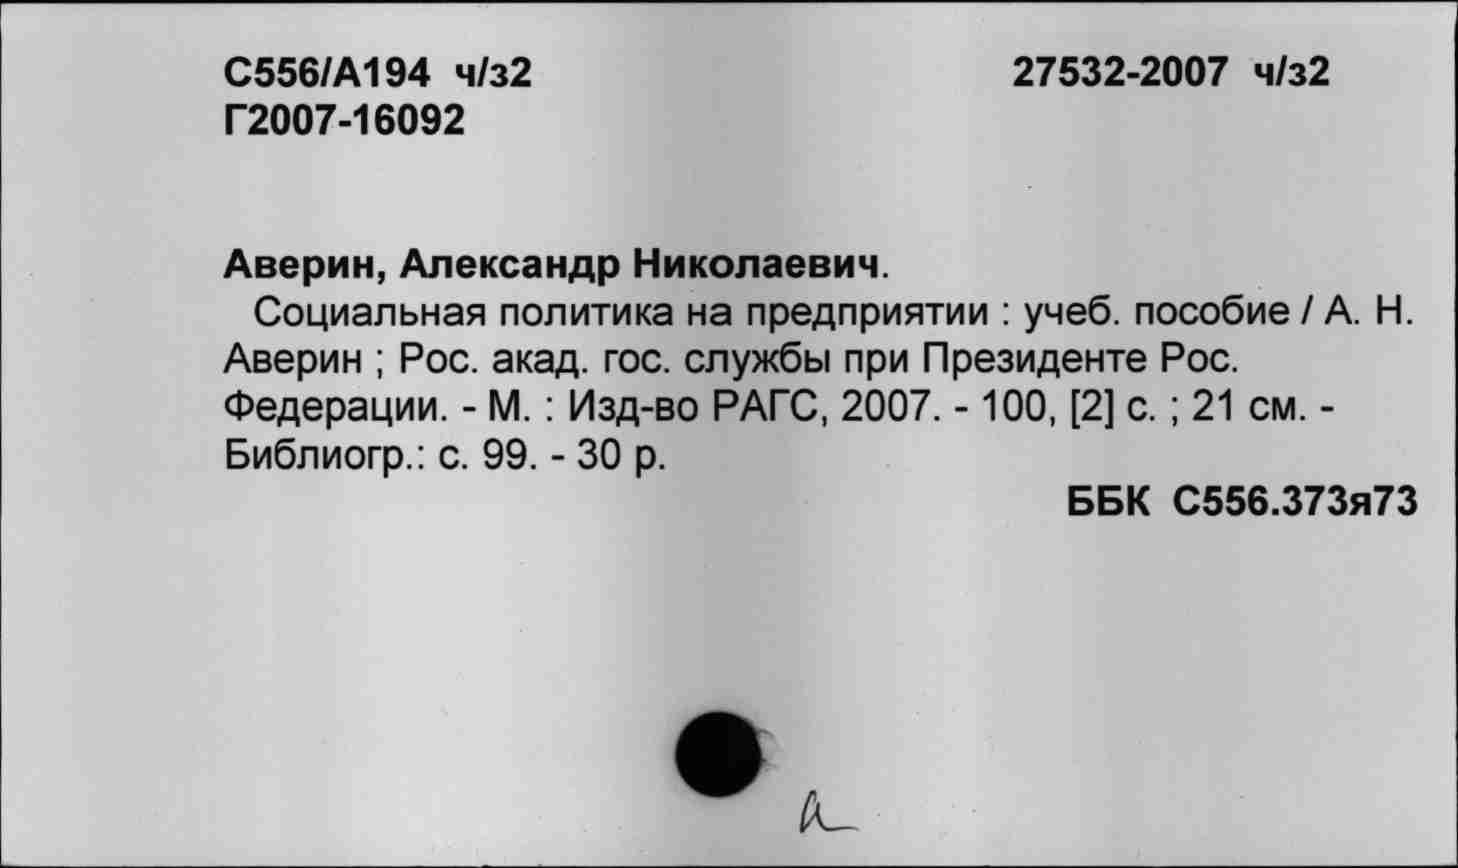 С556/А194 ч/з2 27532-2007 ч/з2
Г2007-16092
Аверин, Александр Николаевич.
Социальная политика на предприятии : учеб. пособие / А. Н.
Аверин ; Рос. акад. гос. службы при Президенте Рос.
Федерации. - М. : Изд-во РАГС, 2007. - 100, [2] с. ; 21 см. -
Библиогр.: с. 99. - 30 р.
ББК С556.373я73